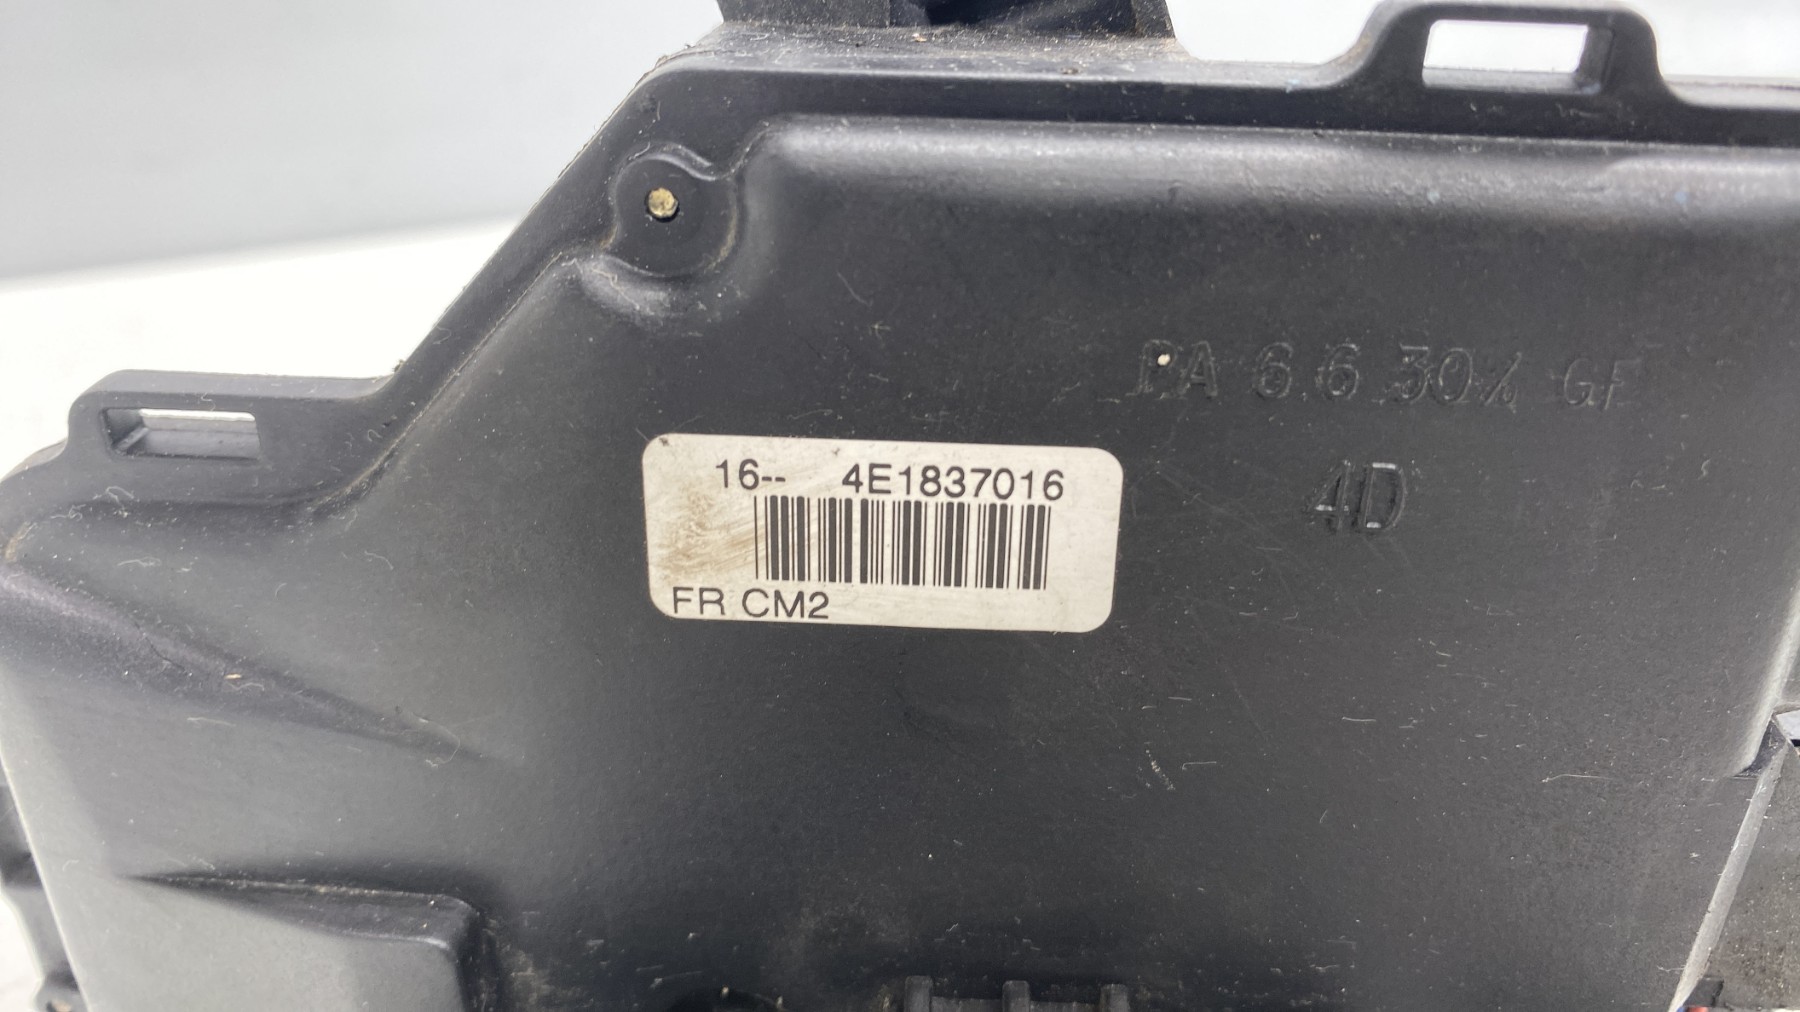 PA 6.6 30% GF
4D
16-- 4E1837016
FR CM2